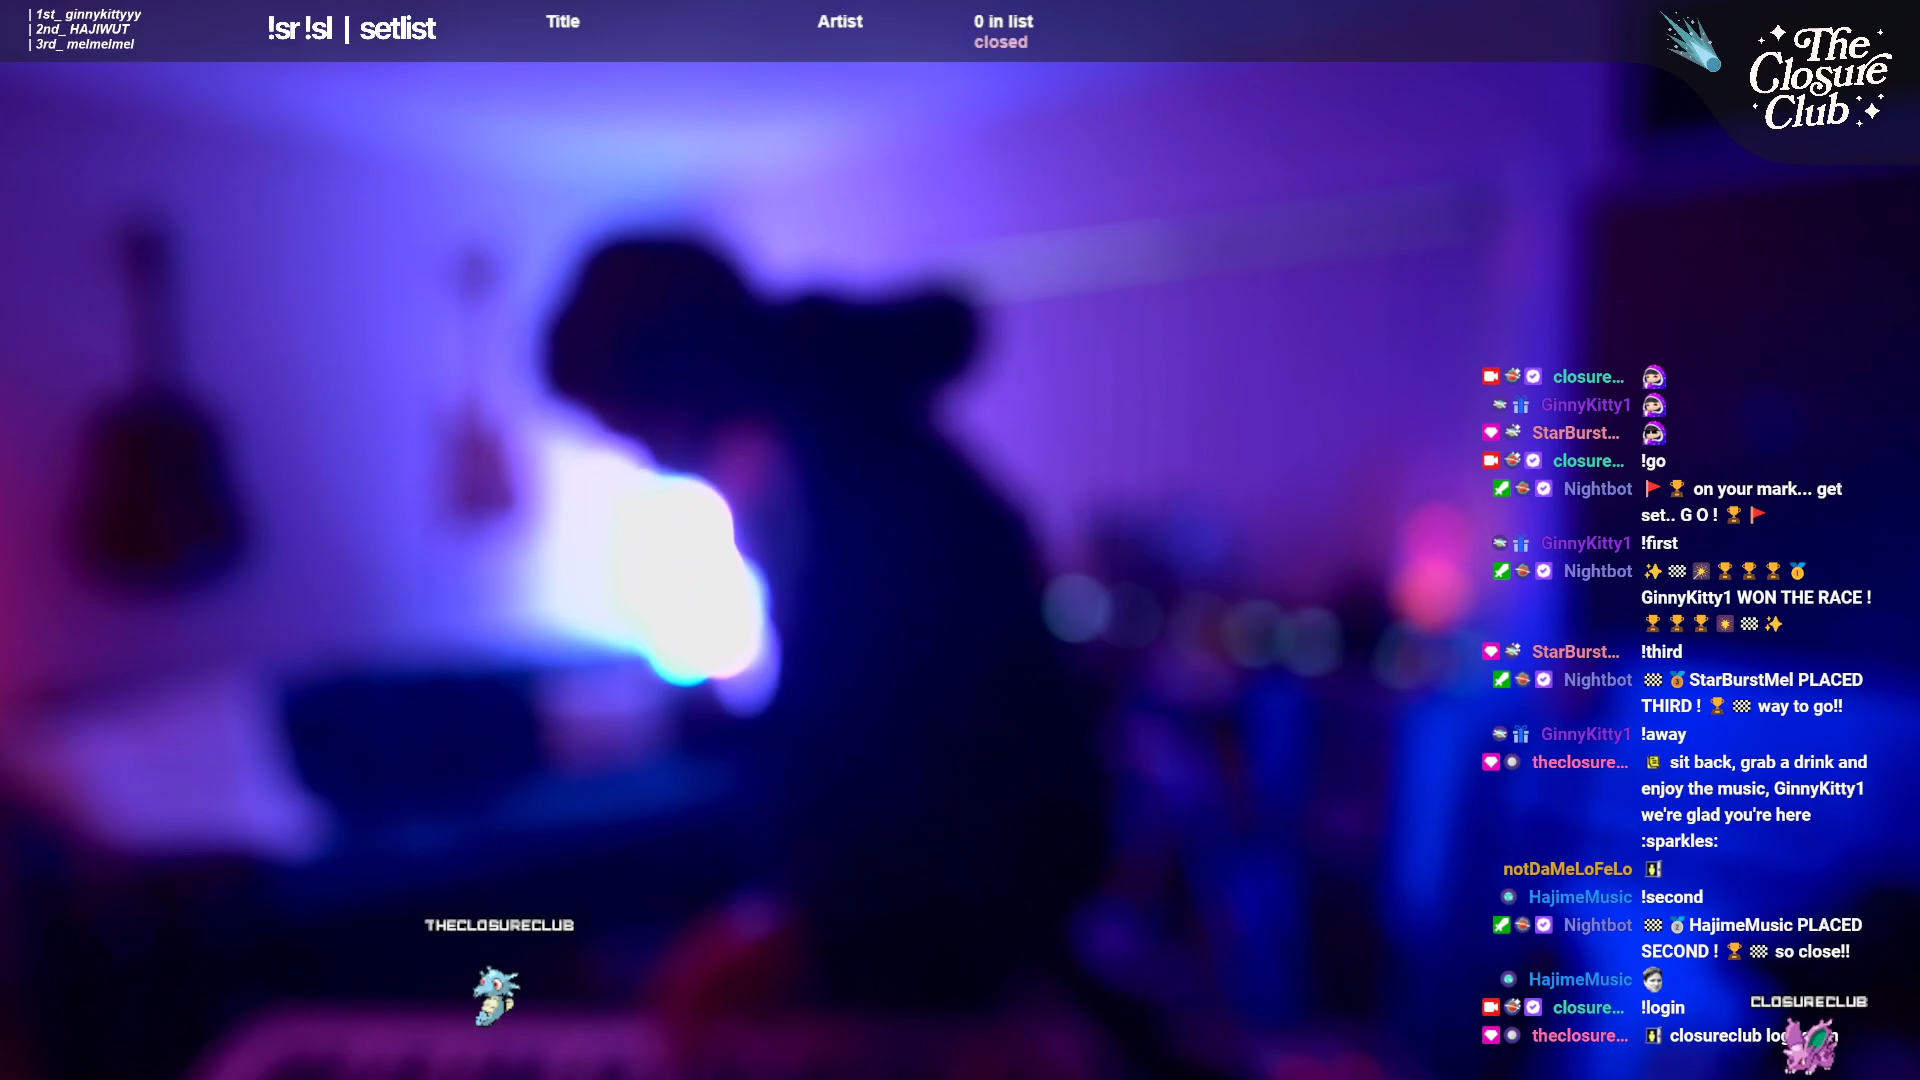 | 1st_ ginnykittyyy
| 2nd_ HAJIWUT
| 3rd_ melmelmel
!sr !sl | setlist
Title
Artist
0 in list
closed
The
Closure
Club
closure...
GinnyKitty1
StarBurst...
closure... !go
Nightbot on your mark... get
set.. G O !
GinnyKitty1 !first
Nightbot
GinnyKitty1 WON THE RACE !
StarBurst... !third
Nightbot StarBurstMel PLACED
THIRD ! way to go!!
GinnyKitty1 !away
theclosure... sit back, grab a drink and
enjoy the music, GinnyKitty1
we're glad you're here
:sparkles:
notDaMeLoFeLo
HajimeMusic !second
Nightbot HajimeMusic PLACED
SECOND ! so close!!
HajimeMusic
closure... !login
theclosure... closureclub
THECLOSURECLUB
CLOSURECLUB